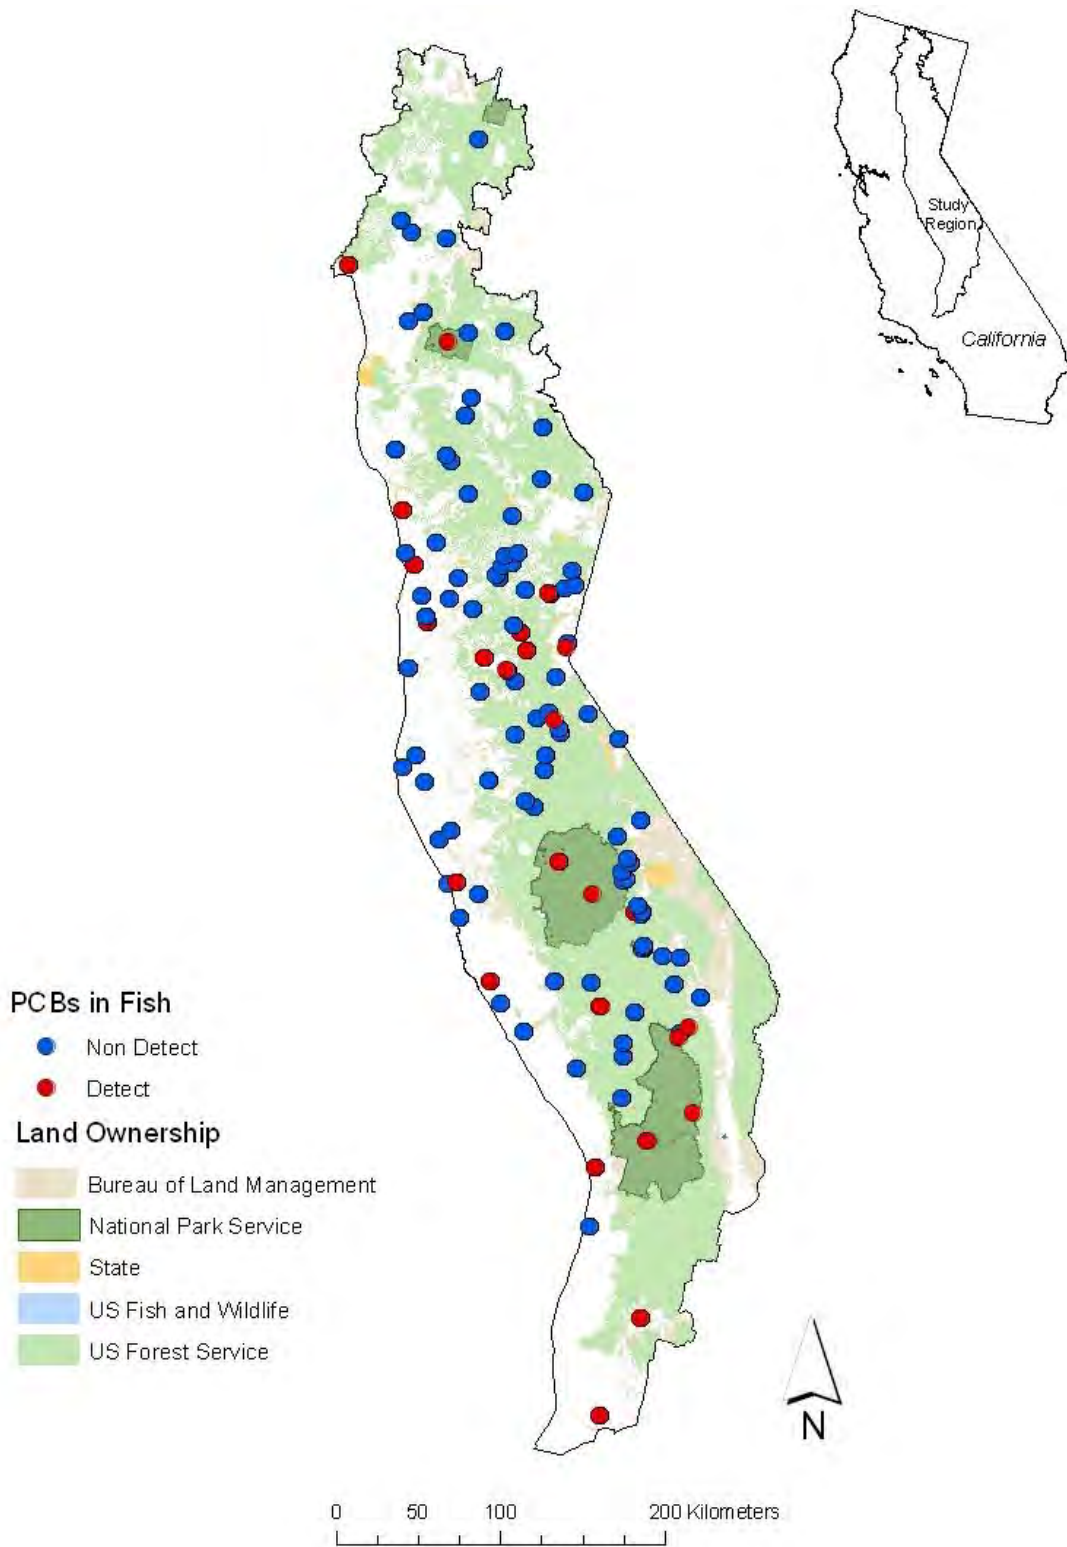 Study
Region
California
PCBs in Fish
Non Detect
Detect
Land Ownership
Bureau of Land Management
National Park Service
State
US Fish and Wildlife
US Forest Service
N
0 50 100 200 Kilometers